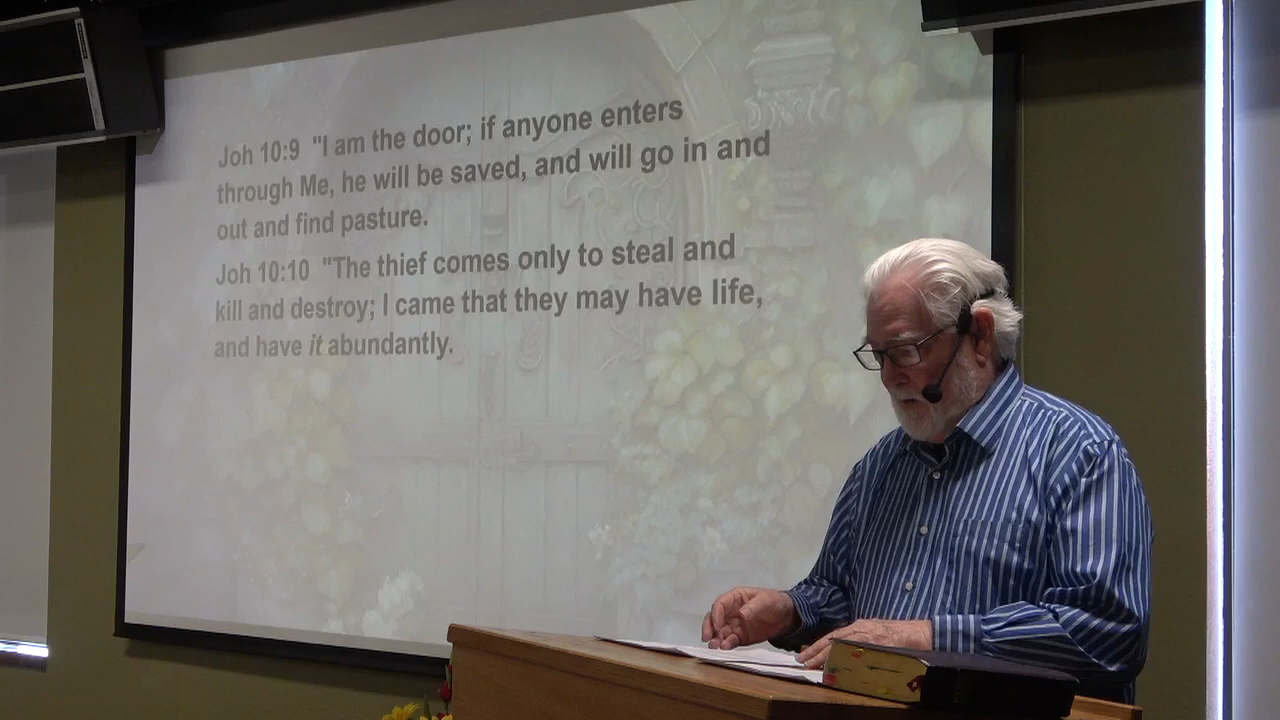 Joh 10:9 "I am the door; if anyone enters
through Me, he will be saved, and will go in and
out and find pasture.
Joh 10:10 "The thief comes only to steal and
kill and destroy; I came that they may have life,
and have it abundantly.